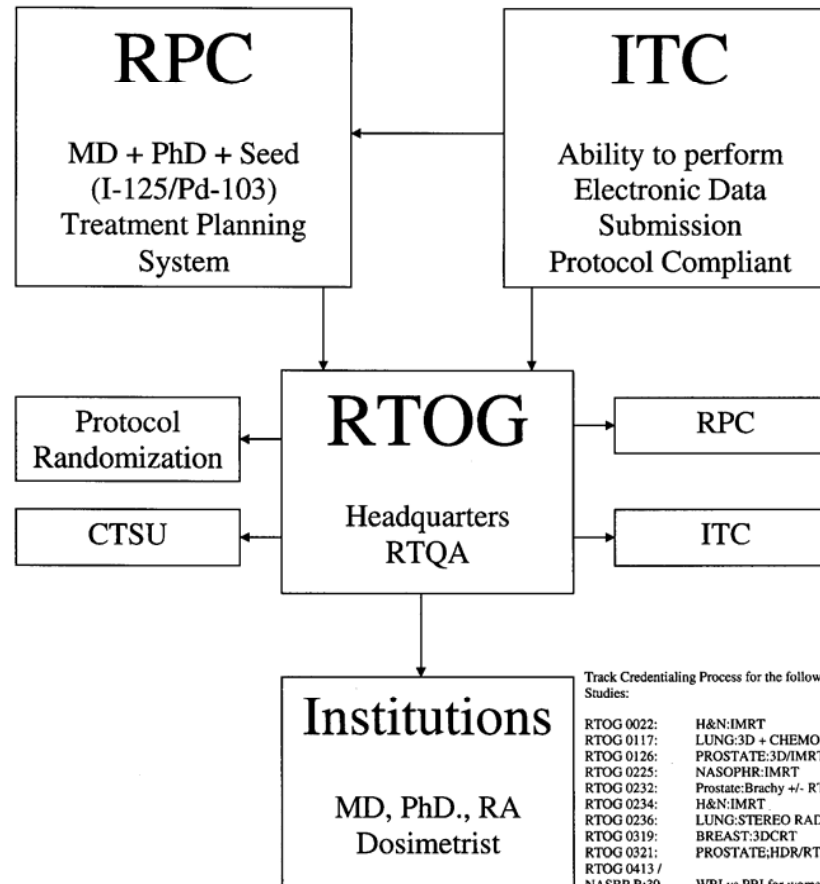 RPC
MD + PhD + Seed
(I-125/Pd-103)
Treatment Planning
System
ITC
Ability to perform
Electronic Data
Submission
Protocol Compliant
Protocol
Randomization
CTSU
RTOG
Headquarters
RTQA
RPC
ITC
Institutions
MD, PhD., RA
Dosimetrist
Track Credentialing Process for the follow
Studies:
RTOG 0022: H&N:IMRT
RTOG 0117: LUNG:3D + CHEMO
RTOG 0126: PROSTATE:3D/IMRT
RTOG 0225: NASOPHR:IMRT
RTOG 0232: Prostate:Brachy +/- RT
RTOG 0234: H&N:IMRT
RTOG 0236: LUNG:STEREO RAD
RTOG 0319: BREAST:3DCRT
RTOG 0321: PROSTATE;HDR/RT
RTOG 0413 /